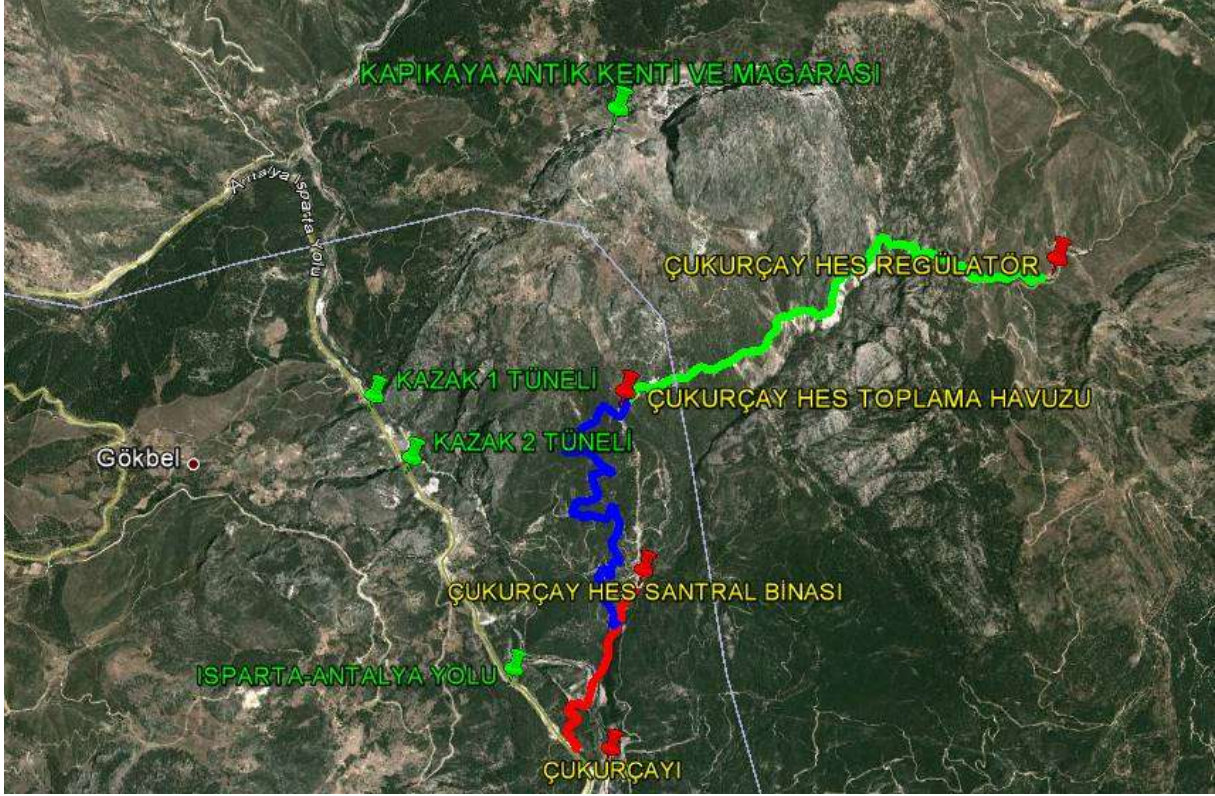 KAPIKAYA ANTİK KENTİ VE MAĞARASI
Antalya Isparta Yolu
ÇUKURÇAY HES REGÜLATÖR
KAZAK 1 TÜNELİ
ÇUKURÇAY HES TOPLAMA HAVUZU
KAZAK 2 TÜNELİ
Gökbel
ÇUKURÇAY HES SANTRAL BİNASI
ISPARTA-ANTALYA YOLU
ÇUKURÇAYI